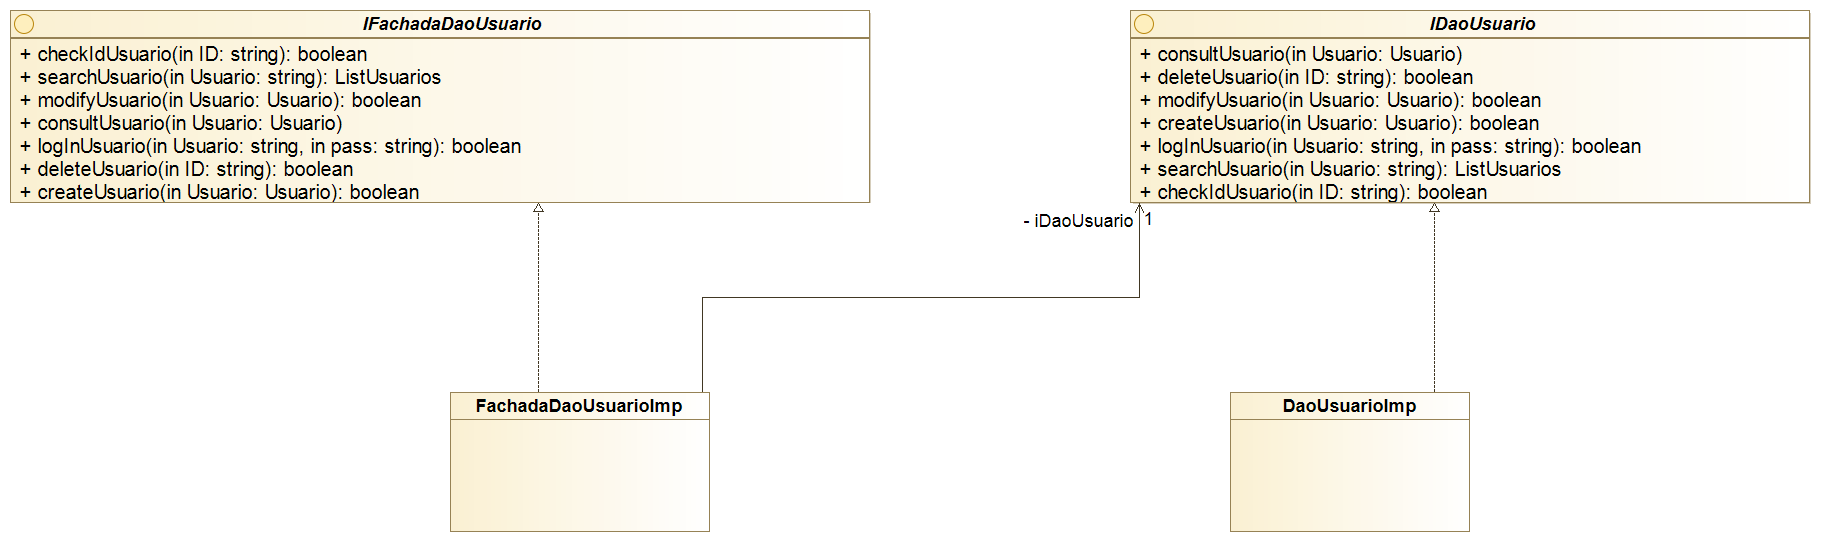 IFachadaDaoUsuario
+ checkIdUsuario(in ID: string): boolean
+ searchUsuario(in Usuario: string): ListUsuarios
+ modifyUsuario(in Usuario: Usuario): boolean
+ consultUsuario(in Usuario: Usuario)
+ logInUsuario(in Usuario: string, in pass: string): boolean
+ deleteUsuario(in ID: string): boolean
+ createUsuario(in Usuario: Usuario): boolean
IDaoUsuario
+ consultUsuario(in Usuario: Usuario)
+ deleteUsuario(in ID: string): boolean
+ modifyUsuario(in Usuario: Usuario): boolean
+ createUsuario(in Usuario: Usuario): boolean
+ logInUsuario(in Usuario: string, in pass: string): boolean
+ searchUsuario(in Usuario: string): ListUsuarios
+ checkIdUsuario(in ID: string): boolean
- iDaoUsuario 1
FachadaDaoUsuarioImp
DaoUsuarioImp